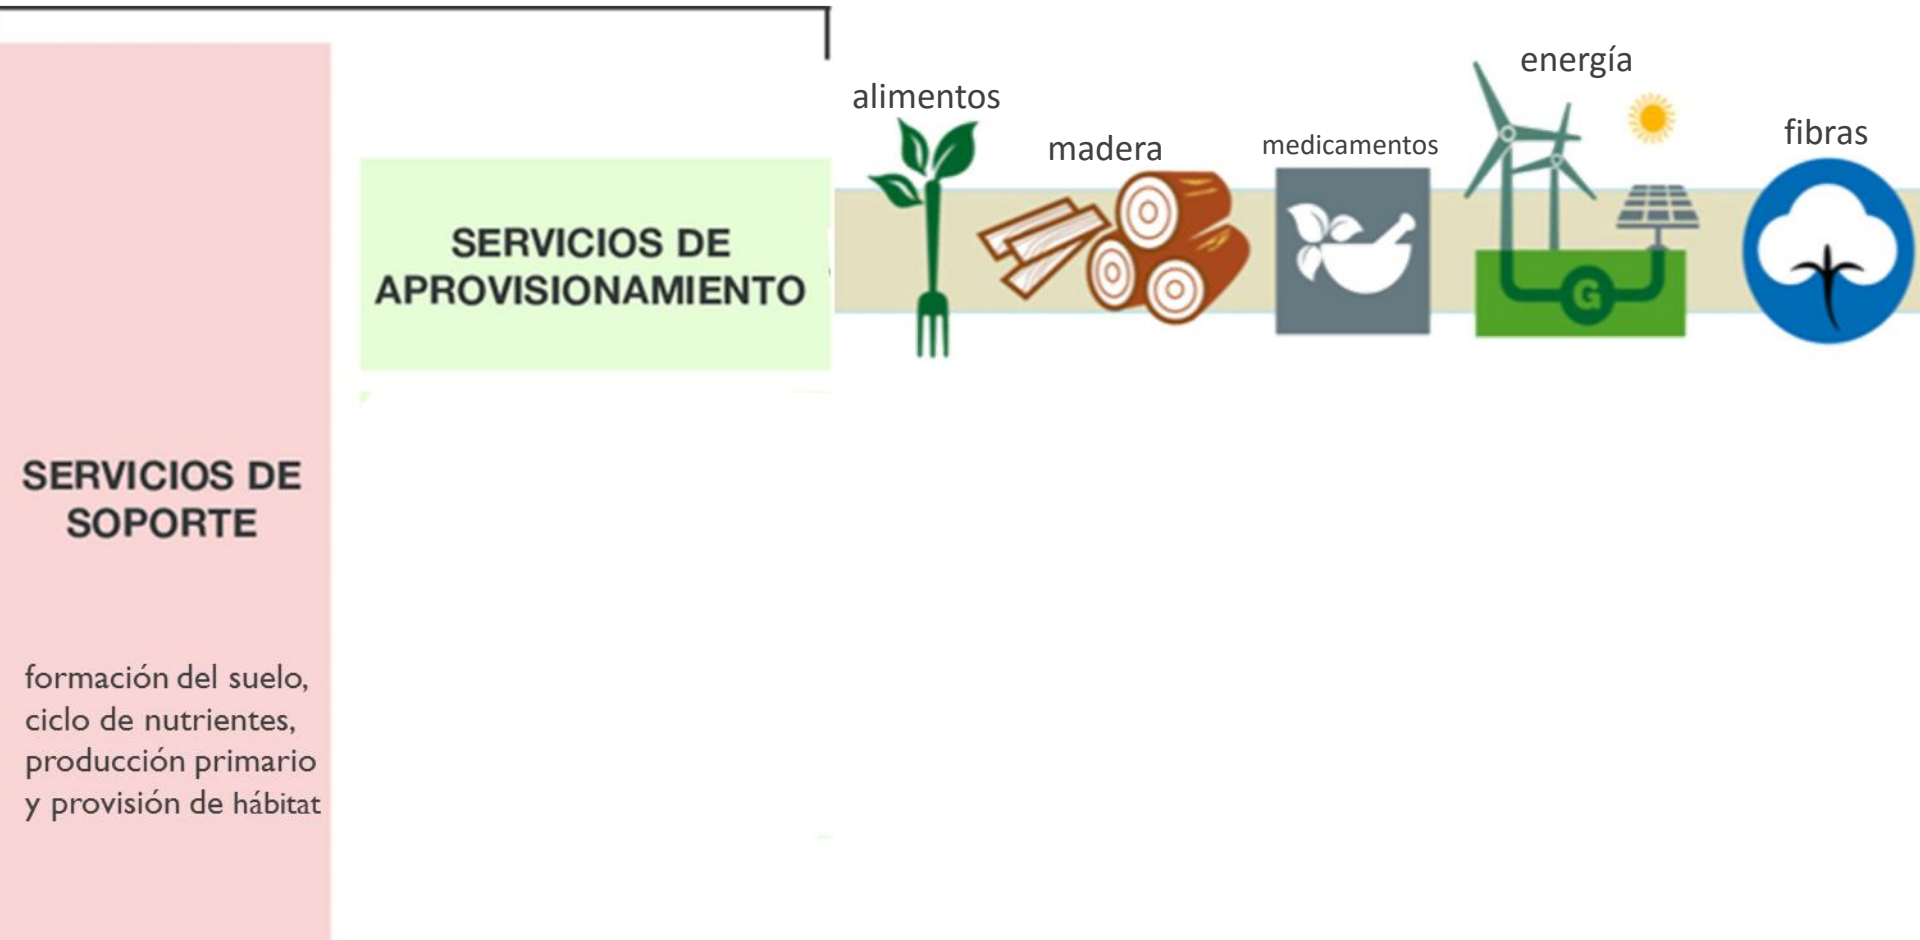 energía
alimentos
fibras
madera
medicamentos
SERVICIOS DE
APROVISIONAMIENTO
G
SERVICIOS DE
SOPORTE
formación del suelo,
ciclo de nutrientes,
producción primario
y provisión de hábitat